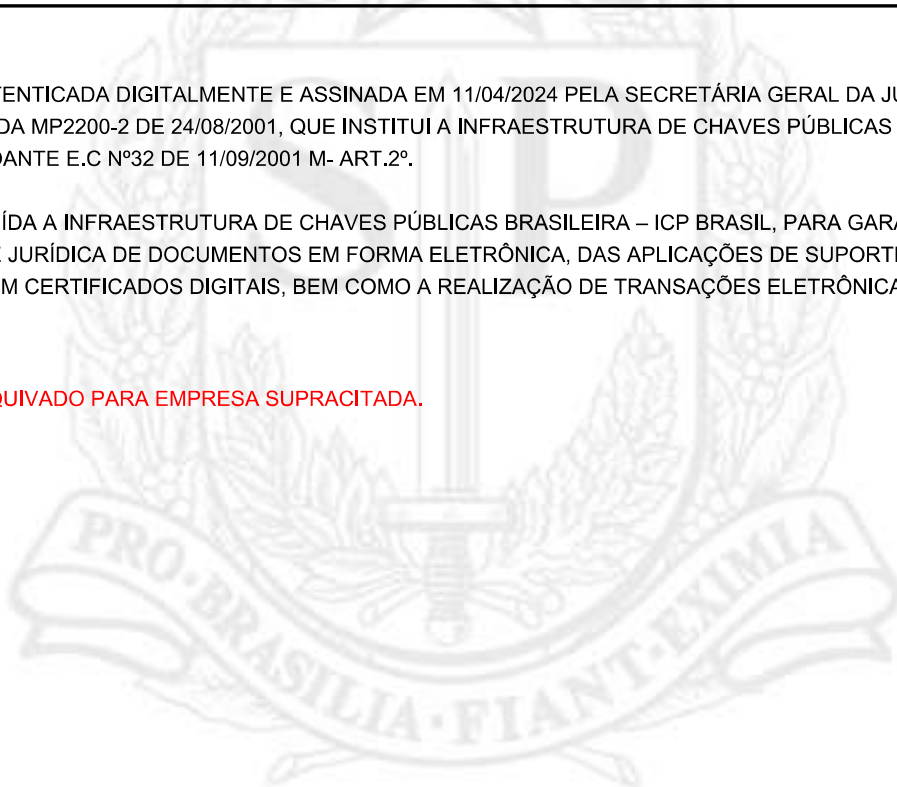 TENTICADA DIGITALMENTE E ASSINADA EM 11/04/2024 PELA SECRETÁRIA GERAL DA JU
DA MP2200-2 DE 24/08/2001, QUE INSTITUI A INFRAESTRUTURA DE CHAVES PÚBLICAS
DANTE E.C Nº32 DE 11/09/2001 M- ART.2º.
ÍDA A INFRAESTRUTURA DE CHAVES PÚBLICAS BRASILEIRA – ICP BRASIL, PARA GARA
E JURÍDICA DE DOCUMENTOS EM FORMA ELETRÔNICA, DAS APLICAÇÕES DE SUPORTE
M CERTIFICADOS DIGITAIS, BEM COMO A REALIZAÇÃO DE TRANSAÇÕES ELETRÔNICA
QUIVADO PARA EMPRESA SUPRACITADA.
SP
PRO·BRASILIA·FIANT·EXIMIA